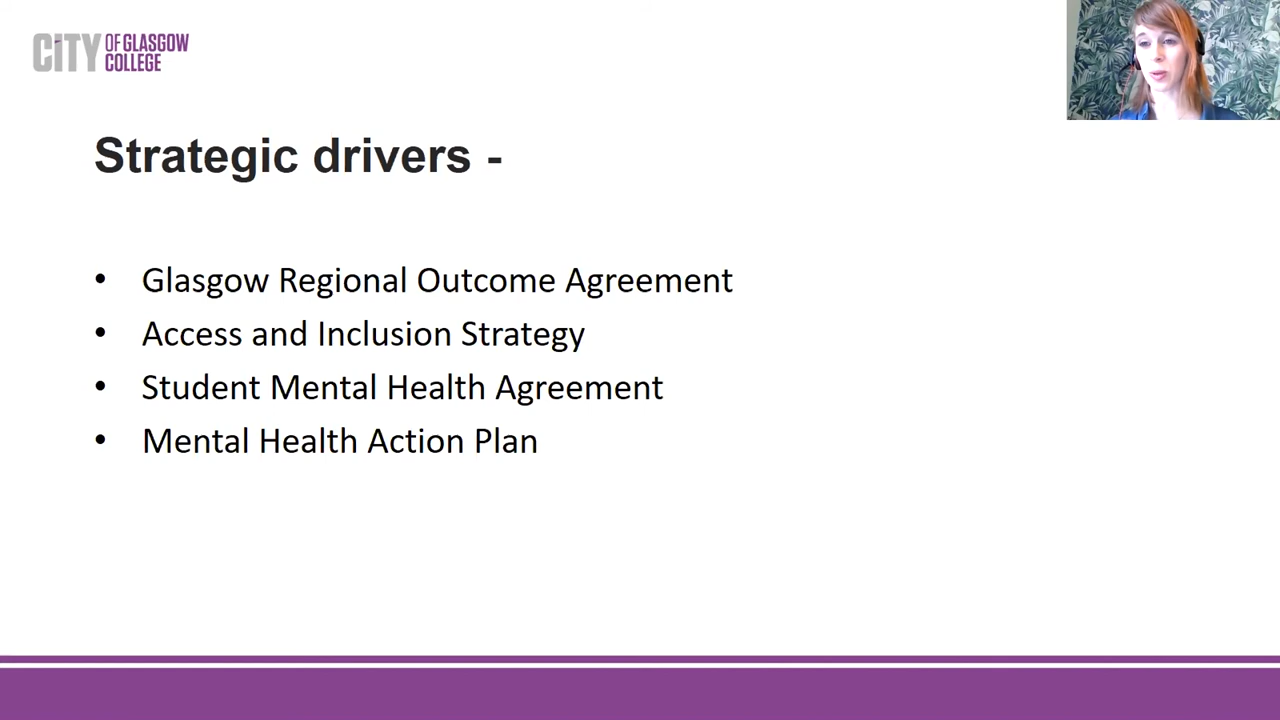 CITY OF GLASGOW
COLLEGE
Strategic drivers -
• Glasgow Regional Outcome Agreement
• Access and Inclusion Strategy
• Student Mental Health Agreement
• Mental Health Action Plan